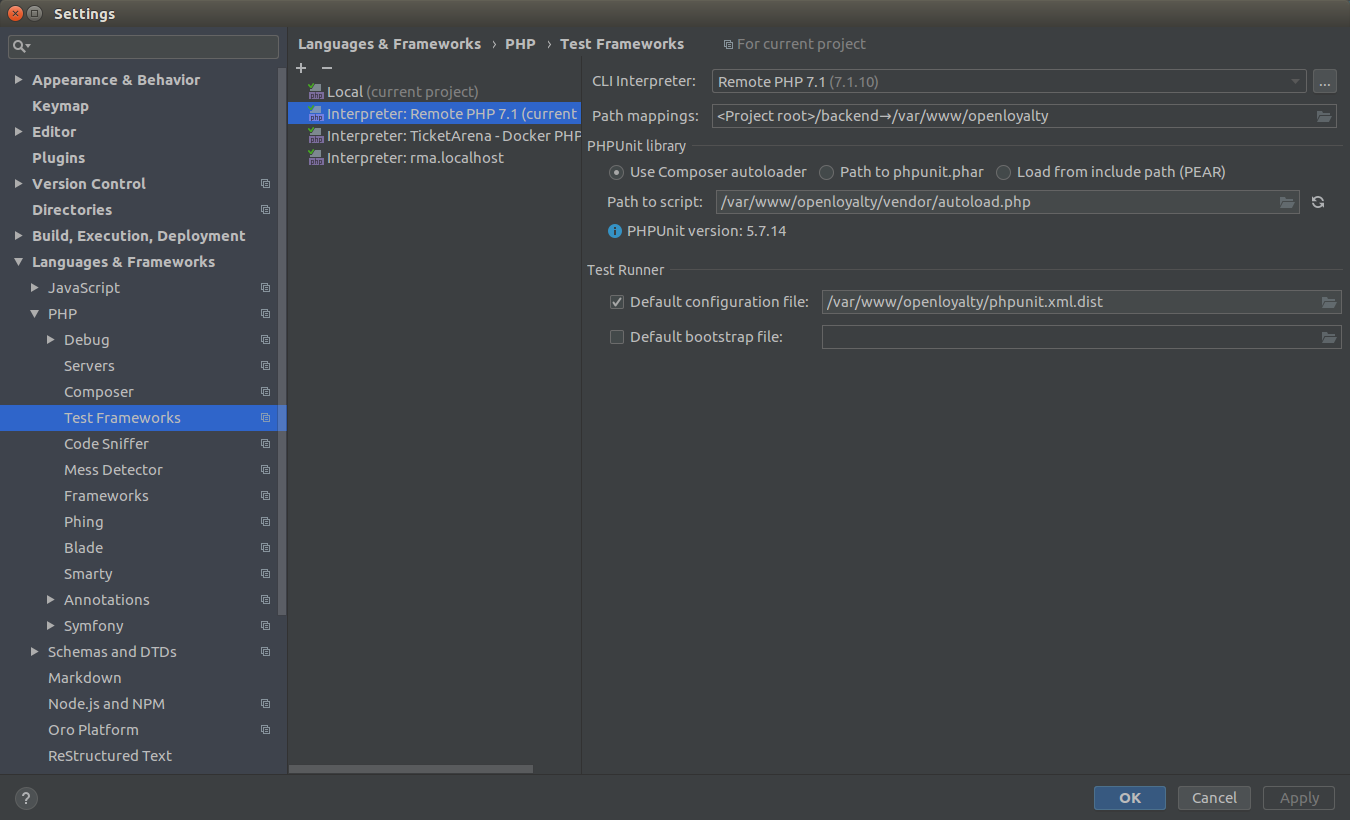 Settings
Appearance & Behavior
Keymap
Editor
Plugins
Version Control
Directories
Build, Execution, Deployment
Languages & Frameworks
JavaScript
PHP
Debug
Servers
Composer
Test Frameworks
Code Sniffer
Mess Detector
Frameworks
Phing
Blade
Smarty
Annotations
Symfony
Schemas and DTDs
Markdown
Node.js and NPM
Oro Platform
ReStructured Text
Languages & Frameworks › PHP › Test Frameworks For current project
Local (current project)
Interpreter: Remote PHP 7.1 (current
Interpreter: TicketArena - Docker PHP
Interpreter: rma.localhost
CLI Interpreter: Remote PHP 7.1 (7.1.10) ...
Path mappings: <Project root>/backend→/var/www/openloyalty
PHPUnit library
Use Composer autoloader Path to phpunit.phar Load from include path (PEAR)
Path to script: /var/www/openloyalty/vendor/autoload.php
PHPUnit version: 5.7.14
Test Runner
Default configuration file: /var/www/openloyalty/phpunit.xml.dist
Default bootstrap file:
? OK Cancel Apply